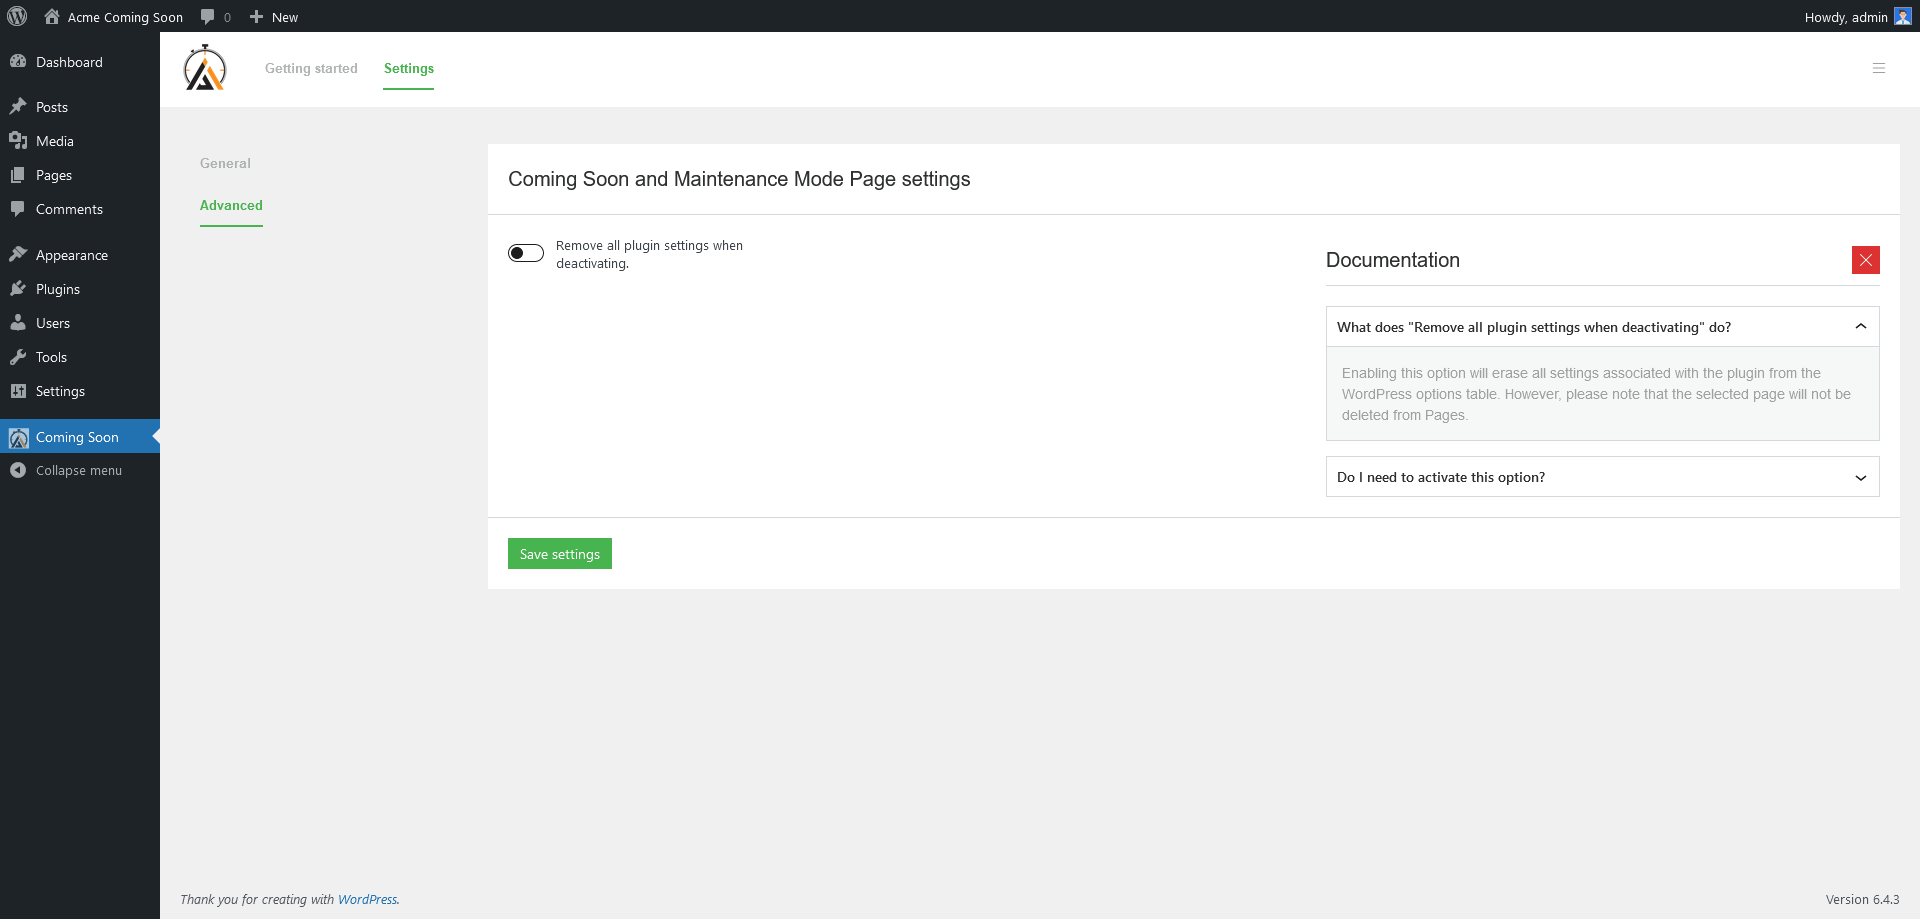 Acme Coming Soon
0
New
Howdy, admin
Dashboard
Posts
Media
Pages
Comments
Appearance
Plugins
Users
Tools
Settings
Coming Soon
Collapse menu
Getting started
Settings
General
Advanced
Coming Soon and Maintenance Mode Page settings
Remove all plugin settings when
deactivating.
Documentation
What does "Remove all plugin settings when deactivating" do?
Enabling this option will erase all settings associated with the plugin from the
WordPress options table. However, please note that the selected page will not be
deleted from Pages.
Do I need to activate this option?
Save settings
Thank you for creating with WordPress.
Version 6.4.3